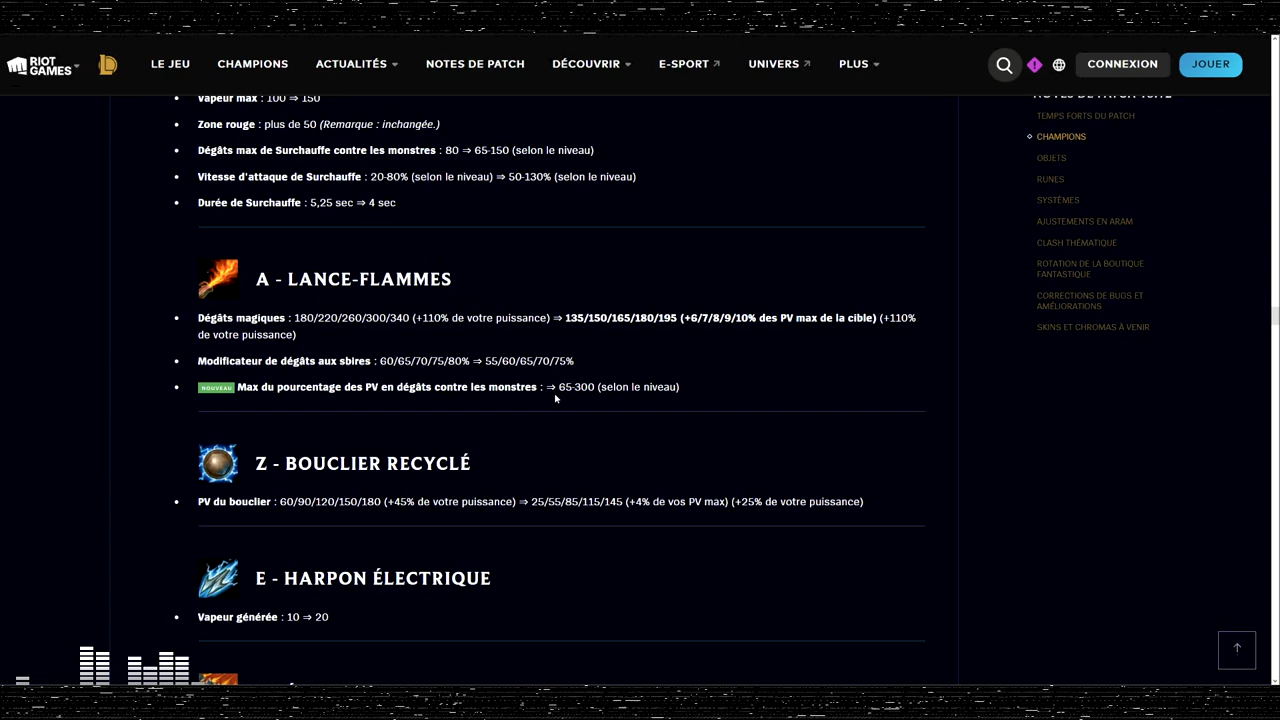 RIOT GAMES
LE JEU
CHAMPIONS
ACTUALITÉS
NOTES DE PATCH
DÉCOUVRIR
E-SPORT
UNIVERS
PLUS
CONNEXION
JOUER
Vapeur max : 100 ⇒ 150
Zone rouge : plus de 50 (Remarque : inchangée.)
Dégâts max de Surchauffe contre les monstres : 80 ⇒ 65-150 (selon le niveau)
Vitesse d'attaque de Surchauffe : 20-80% (selon le niveau) ⇒ 50-130% (selon le niveau)
Durée de Surchauffe : 5,25 sec ⇒ 4 sec
A - LANCE-FLAMMES
Dégâts magiques : 180/220/260/300/340 (+110% de votre puissance) ⇒ 135/150/165/180/195 (+6/7/8/9/10% des PV max de la cible) (+110%
de votre puissance)
Modificateur de dégâts aux sbires : 60/65/70/75/80% ⇒ 55/60/65/70/75%
NOUVEAU Max du pourcentage des PV en dégâts contre les monstres : ⇒ 65-300 (selon le niveau)
Z - BOUCLIER RECYCLÉ
PV du bouclier : 60/90/120/150/180 (+45% de votre puissance) ⇒ 25/55/85/115/145 (+4% de vos PV max) (+25% de votre puissance)
E - HARPON ÉLECTRIQUE
Vapeur générée : 10 ⇒ 20
TEMPS FORTS DU PATCH
CHAMPIONS
OBJETS
RUNES
SYSTÈMES
AJUSTEMENTS EN ARAM
CLASH THÉMATIQUE
ROTATION DE LA BOUTIQUE
FANTASTIQUE
CORRECTIONS DE BUGS ET
AMÉLIORATIONS
SKINS ET CHROMAS À VENIR